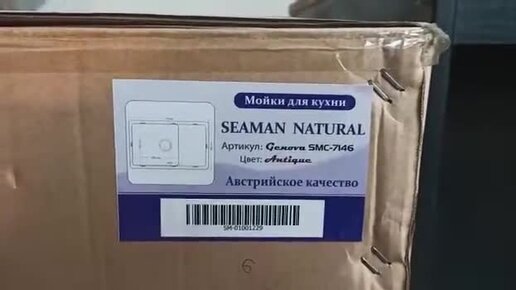 Мойки для кухни
SEAMAN NATURAL
Артикул: Genova SMC-7146
Цвет: Antique
Австрийское качество
SM-01001229
6